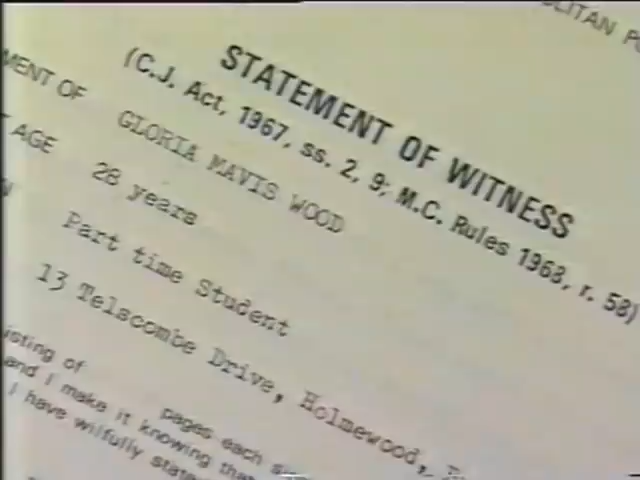 STATEMENT OF WITNESS
(C.J. Act, 1967, ss. 2, 9; M.C. Rules 1968, r. 58)
MENT OF GLORIA MAVIS WOOD
AGE 28 years
Part time Student
13 Telscombe Drive, Holmewood,
isting of pages each
and I make it knowing that
I have wilfully state